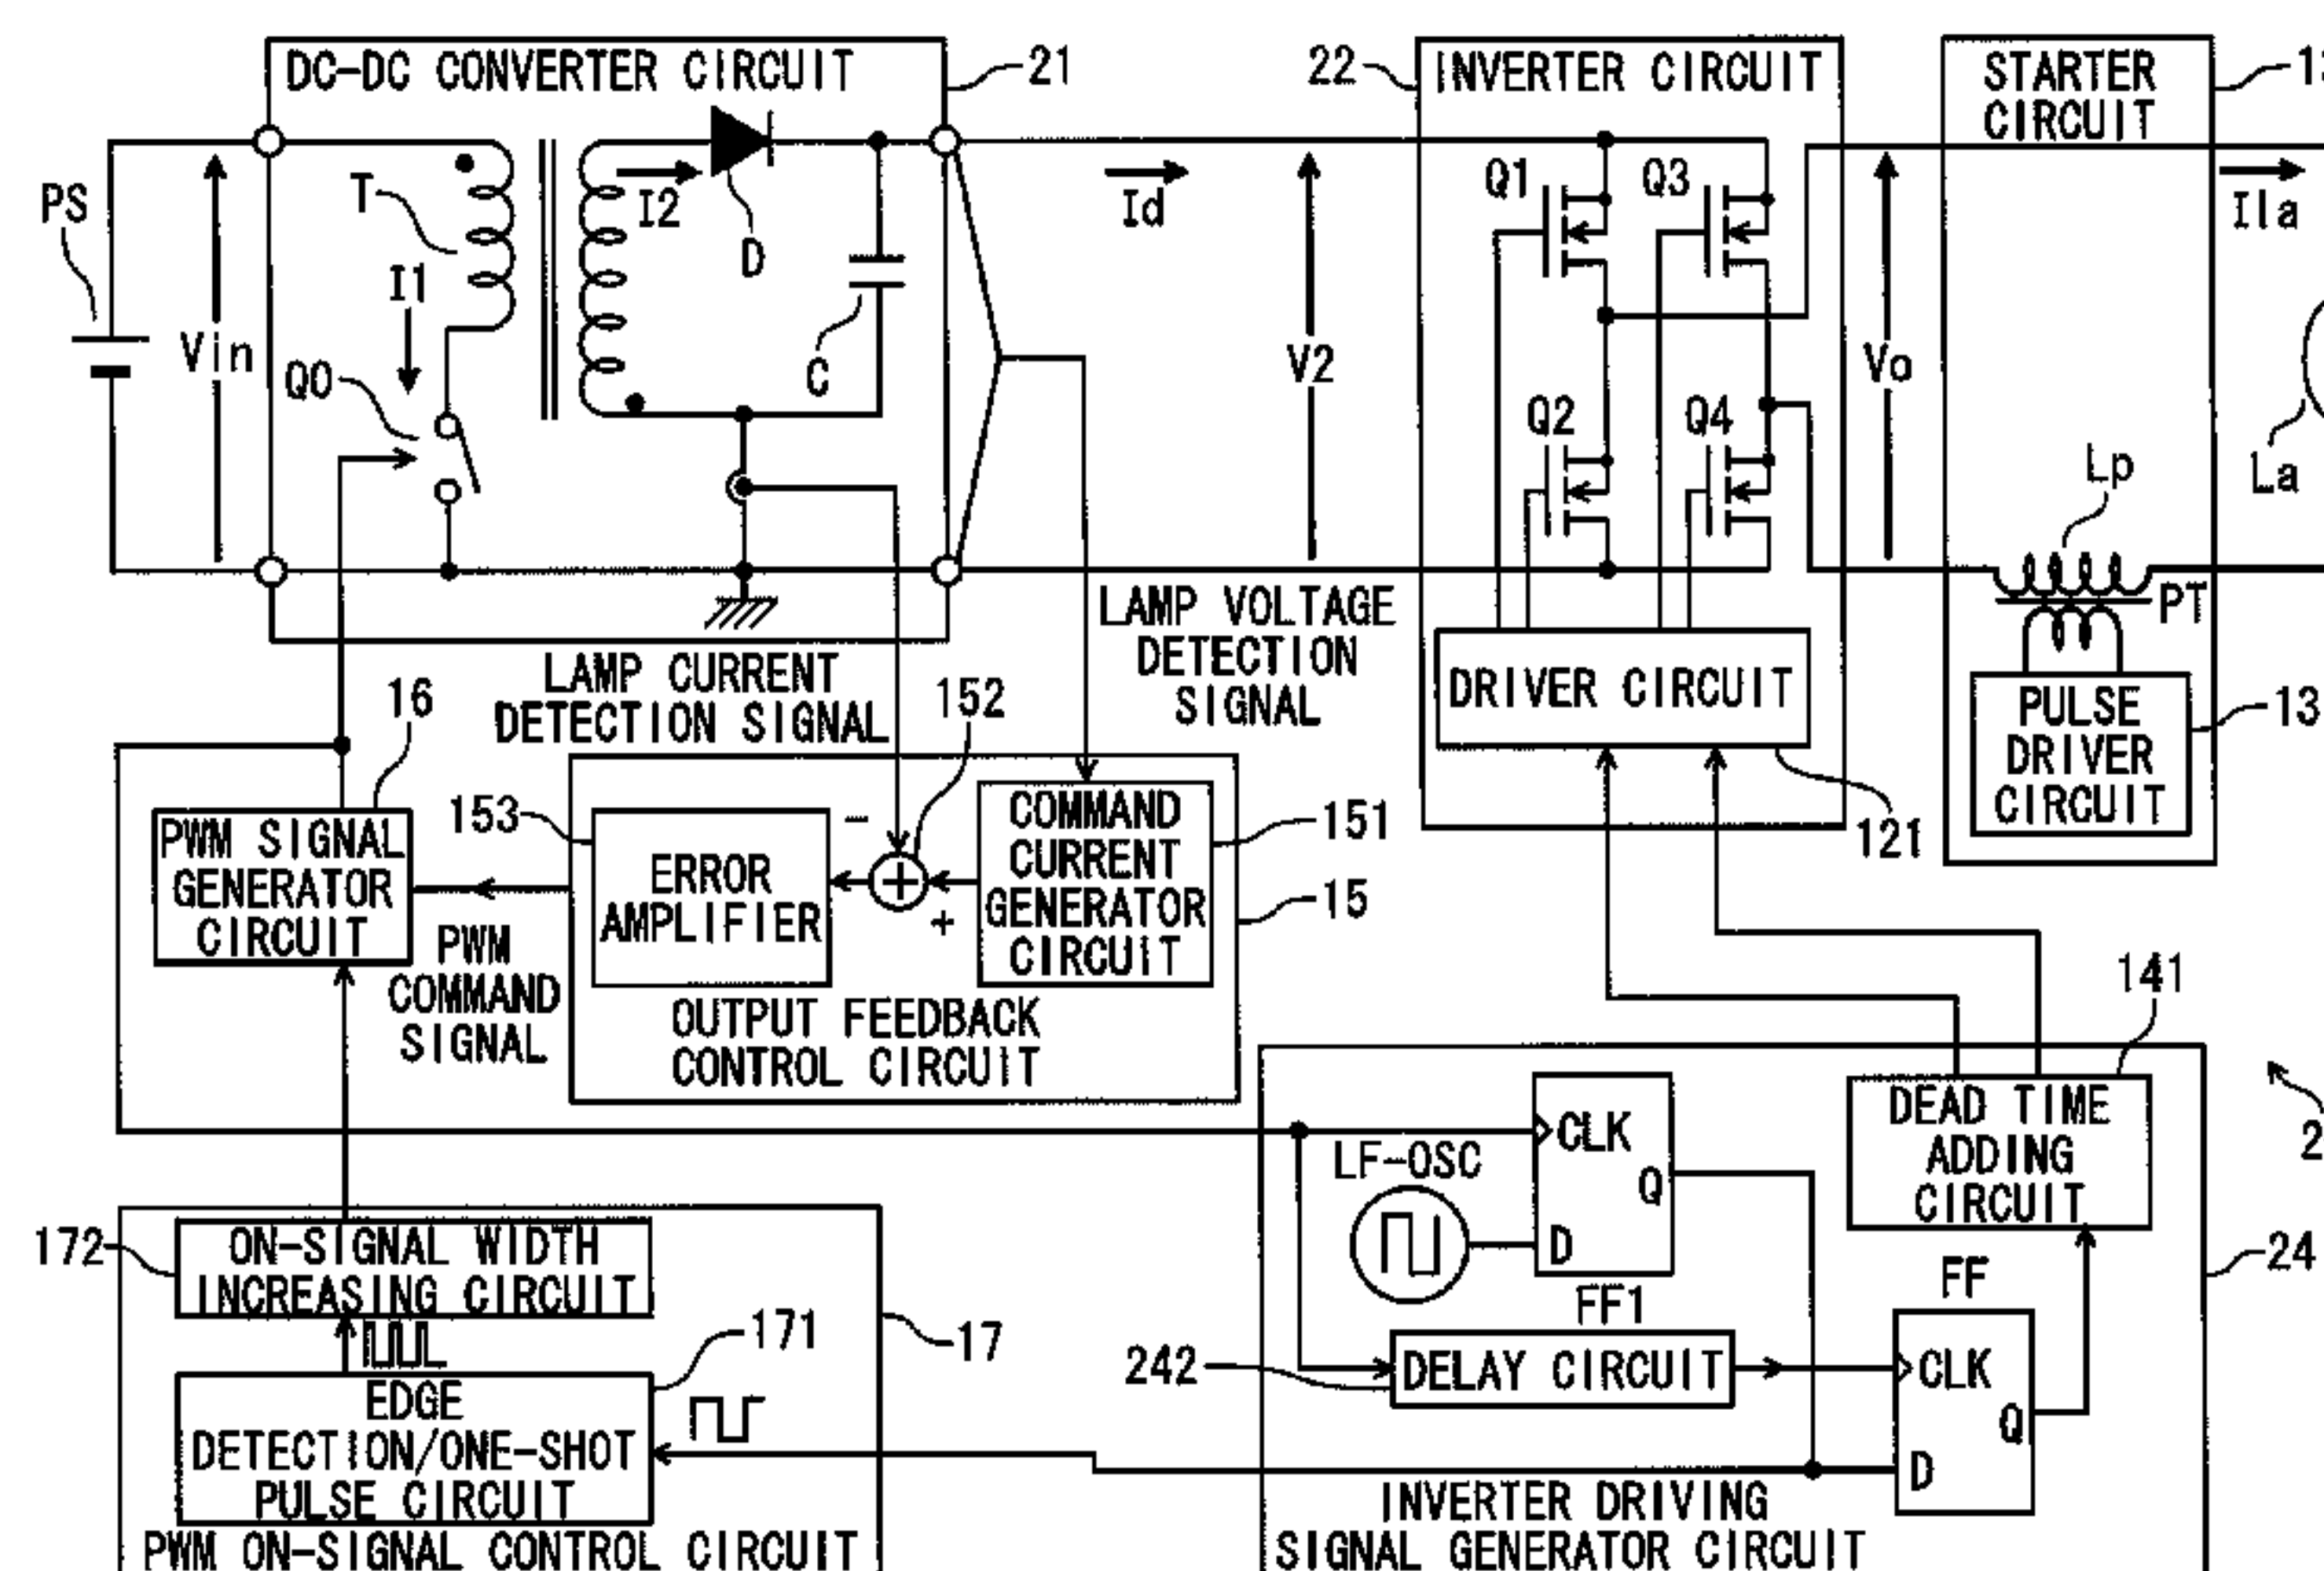 DC-DC CONVERTER CIRCUIT
21
22
INVERTER CIRCUIT
STARTER
CIRCUIT
PS
T
I1
I2
D
Id
Q1
Q3
Ila
Vin
Q0
C
V2
Vo
Q2
Q4
Lp
La
PT
LAMP VOLTAGE
DETECTION
SIGNAL
LAMP CURRENT
DETECTION SIGNAL
16
152
DRIVER CIRCUIT
PULSE
DRIVER
CIRCUIT
13
121
PWM SIGNAL
GENERATOR
CIRCUIT
153
-
ERROR
AMPLIFIER
+
COMMAND
CURRENT
GENERATOR
CIRCUIT
151
15
PWM
COMMAND
SIGNAL
OUTPUT FEEDBACK
CONTROL CIRCUIT
141
DEAD TIME
ADDING
CIRCUIT
CLK
Q
D
LF-OSC
FF1
2
24
172
ON-SIGNAL WIDTH
INCREASING CIRCUIT
171
17
EDGE
DETECTION/ONE-SHOT
PULSE CIRCUIT
PWM ON-SIGNAL CONTROL CIRCUIT
242
DELAY CIRCUIT
FF
CLK
Q
D
INVERTER DRIVING
SIGNAL GENERATOR CIRCUIT